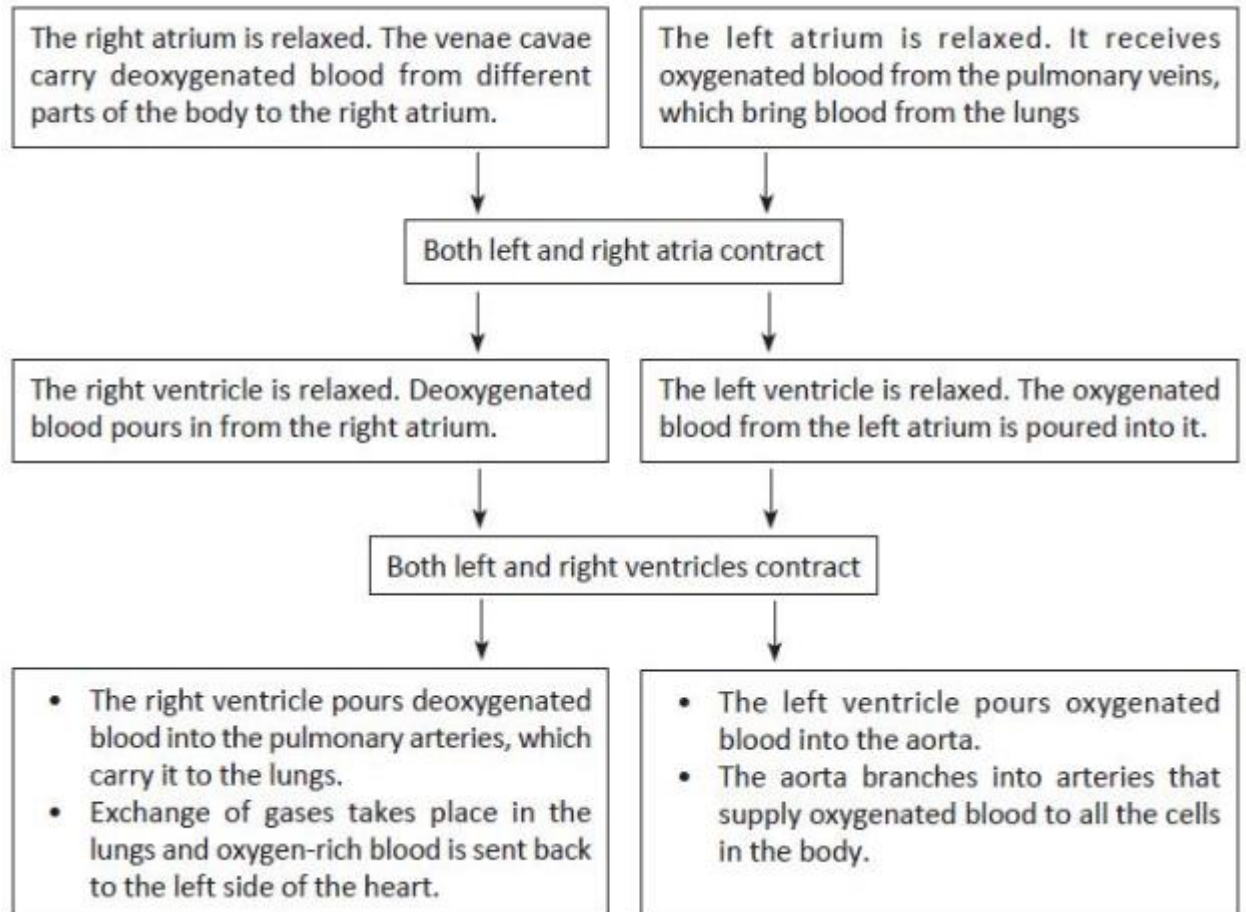 The right atrium is relaxed. The venae cavae
carry deoxygenated blood from different
parts of the body to the right atrium.
The left atrium is relaxed. It receives
oxygenated blood from the pulmonary veins,
which bring blood from the lungs
Both left and right atria contract
The right ventricle is relaxed. Deoxygenated
blood pours in from the right atrium.
The left ventricle is relaxed. The oxygenated
blood from the left atrium is poured into it.
Both left and right ventricles contract
• The right ventricle pours deoxygenated
blood into the pulmonary arteries, which
carry it to the lungs.
• Exchange of gases takes place in the
lungs and oxygen-rich blood is sent back
to the left side of the heart.
• The left ventricle pours oxygenated
blood into the aorta.
• The aorta branches into arteries that
supply oxygenated blood to all the cells
in the body.